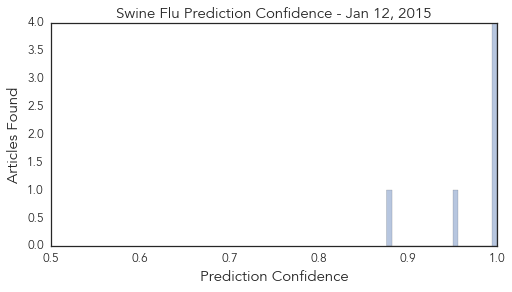 Swine Flu Prediction Confidence - Jan 12, 2015
4.0
3.5
3.0
2.5
2.0
1.5
1.0
0.5
0.0
Articles Found
0.5 0.6 0.7 0.8 0.9 1.0
Prediction Confidence